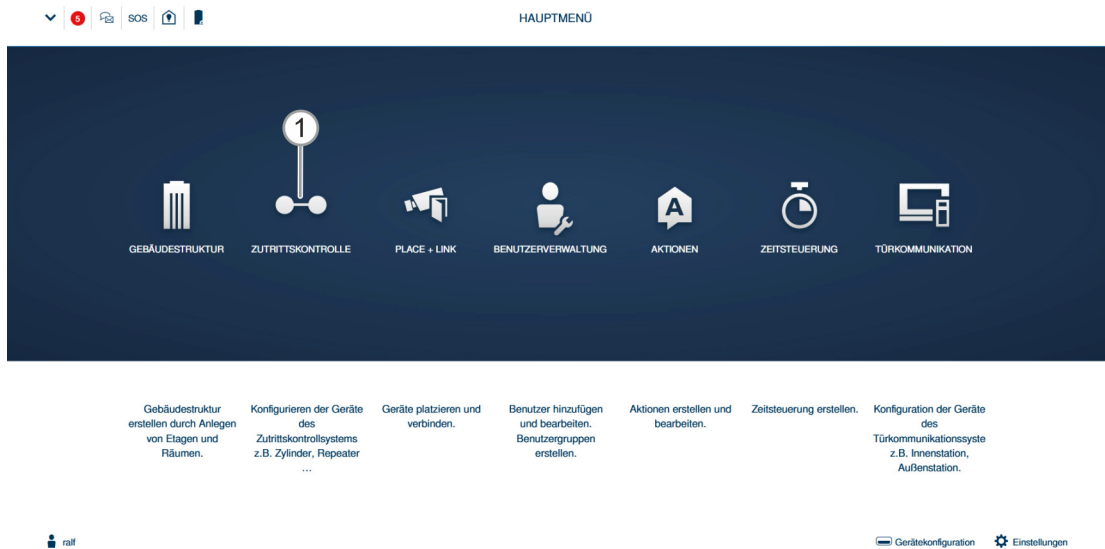 5
SOS
HAUPTMENÜ
1
GEBÄUDESTRUKTUR
ZUTRITTSKONTROLLE
PLACE + LINK
BENUTZERVERWALTUNG
A
AKTIONEN
ZEITSTEUERUNG
TÜRKOMMUNIKATION
Gebäudestruktur
erstellen durch Anlegen
von Etagen und
Räumen.
Konfigurieren der Geräte
des
Zutrittskontrollsystems
z.B. Zylinder, Repeater
...
Geräte platzieren und
verbinden.
Benutzer hinzufügen
und bearbeiten.
Benutzergruppen
erstellen.
Aktionen erstellen und
bearbeiten.
Zeitsteuerung erstellen.
Konfiguration der Geräte
des
Türkommunikationssyste
z.B. Innenstation,
Außenstation.
ralf
Gerätekonfiguration
Einstellungen